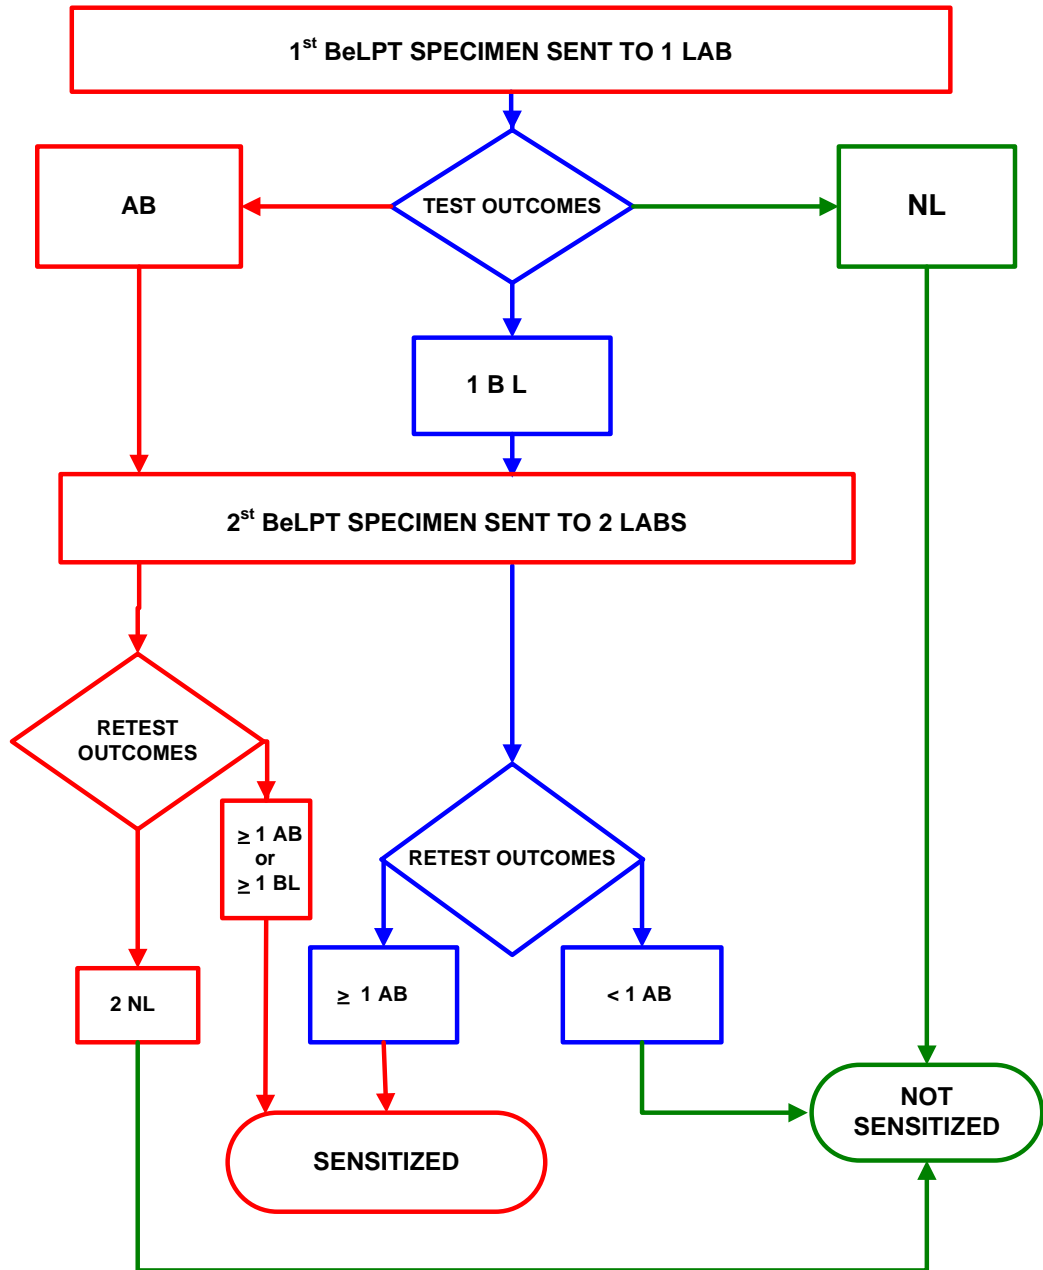 1st BeLPT SPECIMEN SENT TO 1 LAB
AB
TEST OUTCOMES
NL
1 B L
2st BeLPT SPECIMEN SENT TO 2 LABS
RETEST
OUTCOMES
≥ 1 AB
or
≥ 1 BL
RETEST OUTCOMES
2 NL
≥ 1 AB
< 1 AB
NOT
SENSITIZED
SENSITIZED